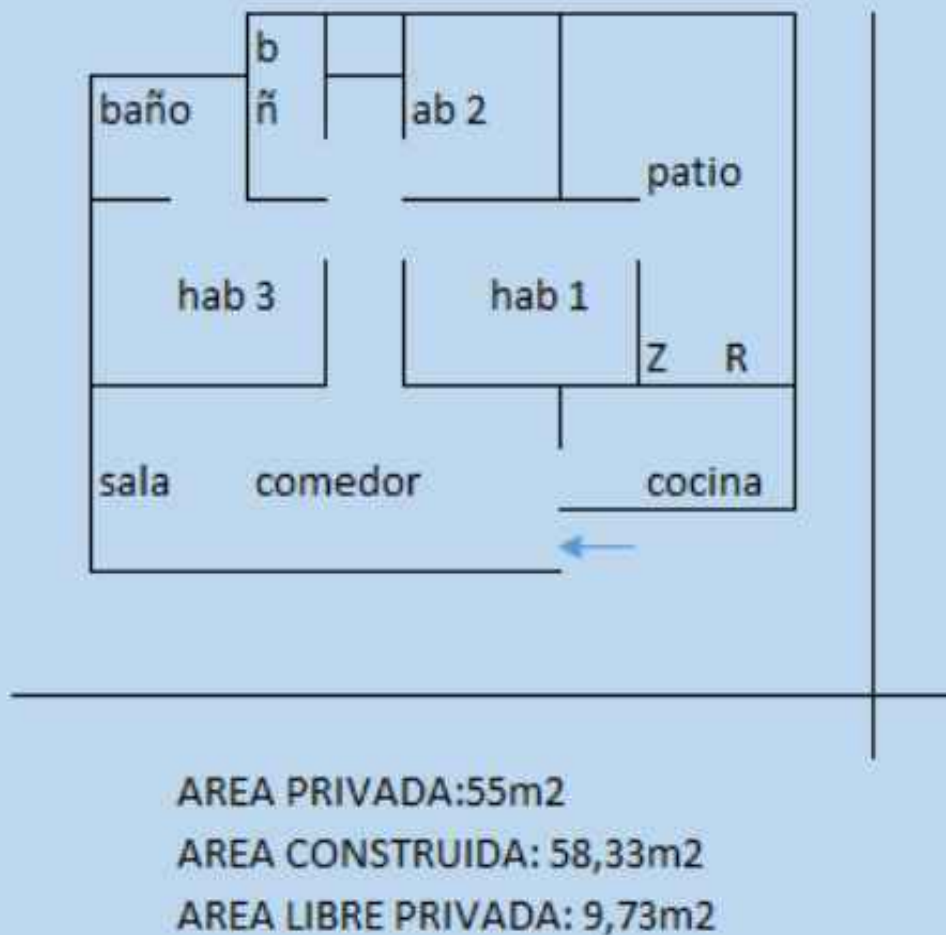 b
baño ñ ab 2
patio
hab 3 hab 1
Z R
sala comedor cocina
AREA PRIVADA:55m2
AREA CONSTRUIDA: 58,33m2
AREA LIBRE PRIVADA: 9,73m2